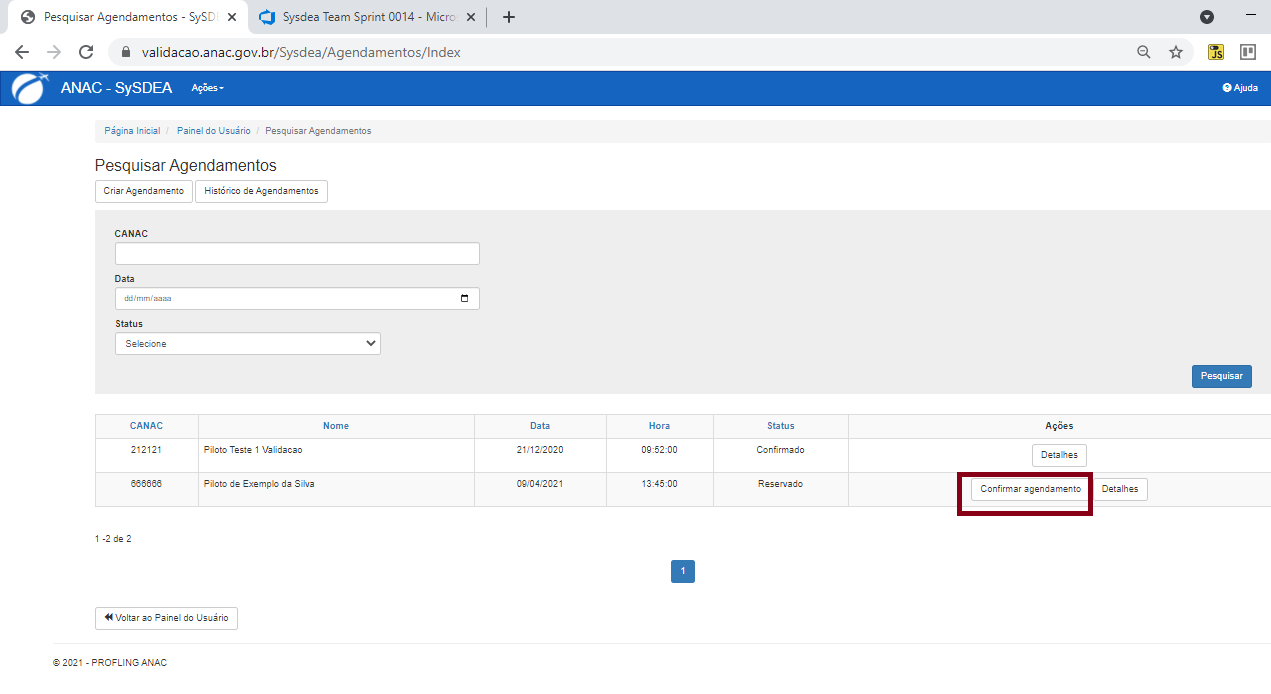 Pesquisar Agendamentos - SySD
Sysdea Team Sprint 0014 - Micro
validacao.anac.gov.br/Sysdea/Agendamentos/Index
JS
ANAC - SySDEA Ações
Ajuda
Página Inicial / Painel do Usuário / Pesquisar Agendamentos
Pesquisar Agendamentos
Criar Agendamento Histórico de Agendamentos
CANAC
Data
dd/mm/aaaa
Status
Selecione
Pesquisar
CANAC Nome Data Hora Status Ações
212121 Piloto Teste 1 Validacao 21/12/2020 09:52:00 Confirmado Detalhes
666666 Piloto de Exemplo da Silva 09/04/2021 13:45:00 Reservado Confirmar agendamento Detalhes
1 -2 de 2
1
Voltar ao Painel do Usuário
© 2021 - PROFLING ANAC